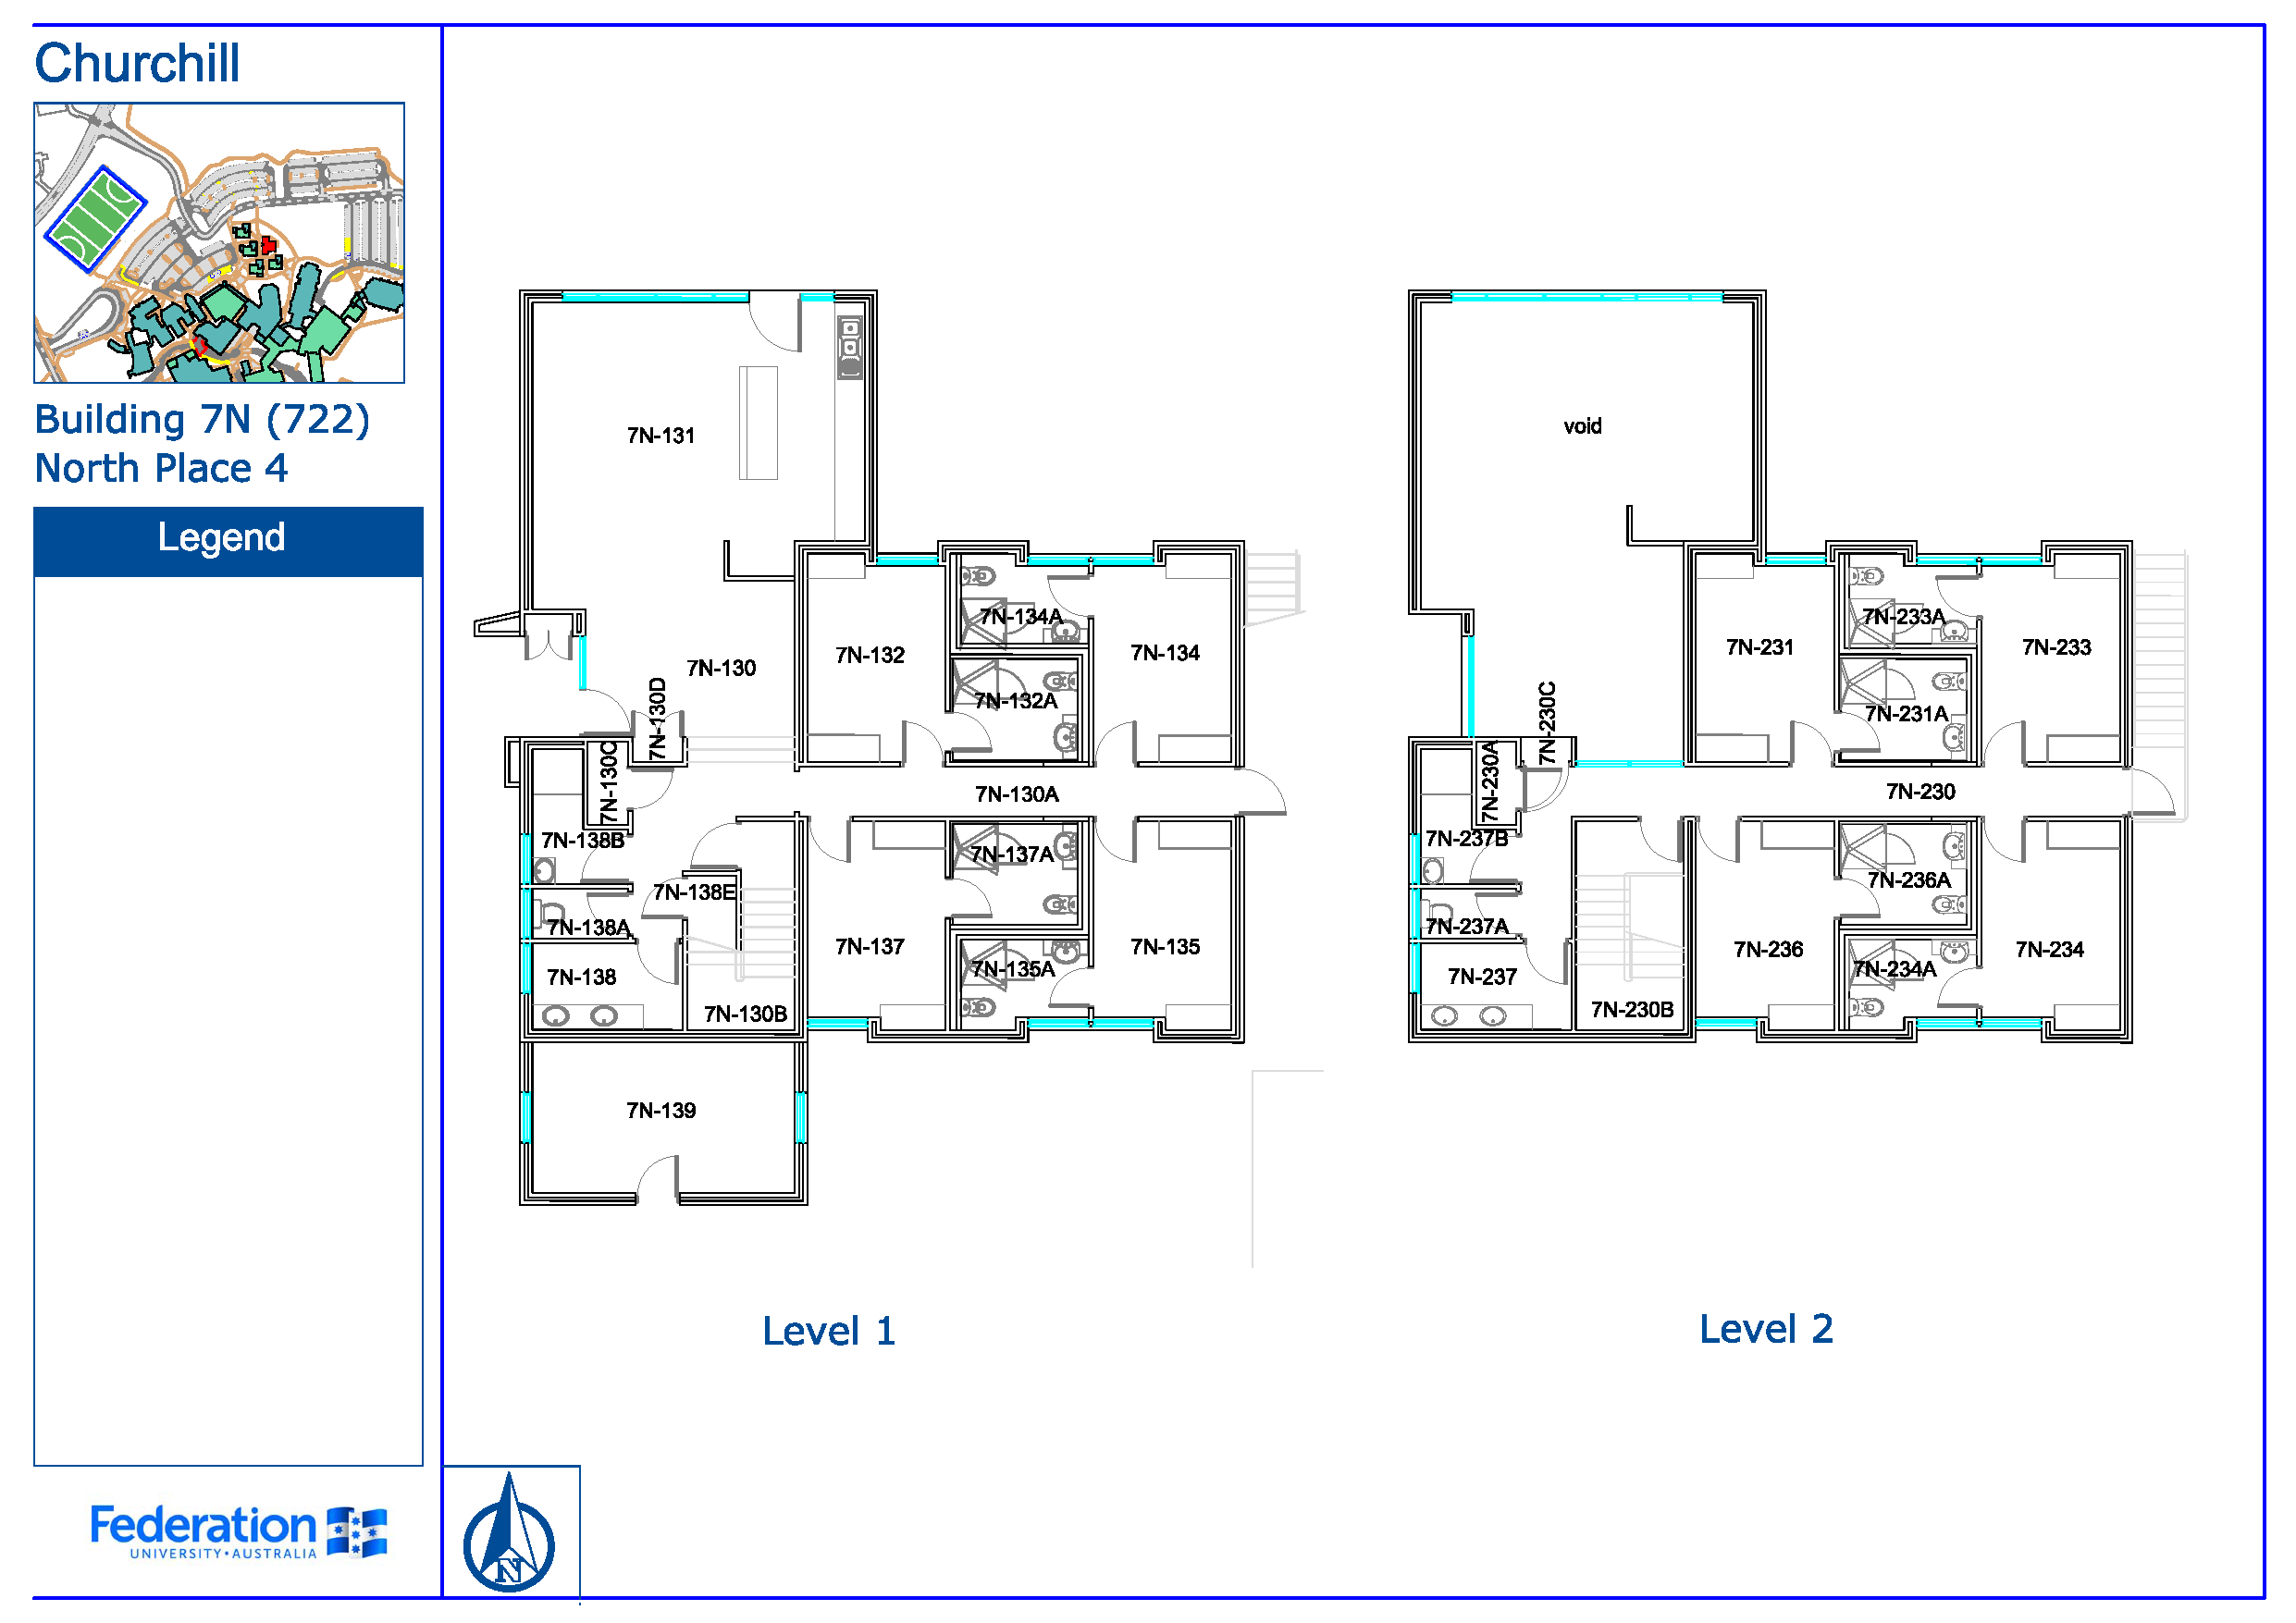 Churchill
Building 7N (722)
North Place 4
Legend
7N-131
7N-130
7N-130D
7N-130C
7N-132
7N-134A
7N-134
7N-132A
7N-130A
7N-138B
7N-138E
7N-138A
7N-138
7N-130B
7N-137A
7N-137
7N-135
7N-135A
7N-139
Level 1
void
7N-230C
7N-230A
7N-231
7N-233A
7N-233
7N-231A
7N-230
7N-237B
7N-237A
7N-237
7N-230B
7N-236A
7N-236
7N-234
7N-234A
Level 2
Federation
UNIVERSITY•AUSTRALIA
N